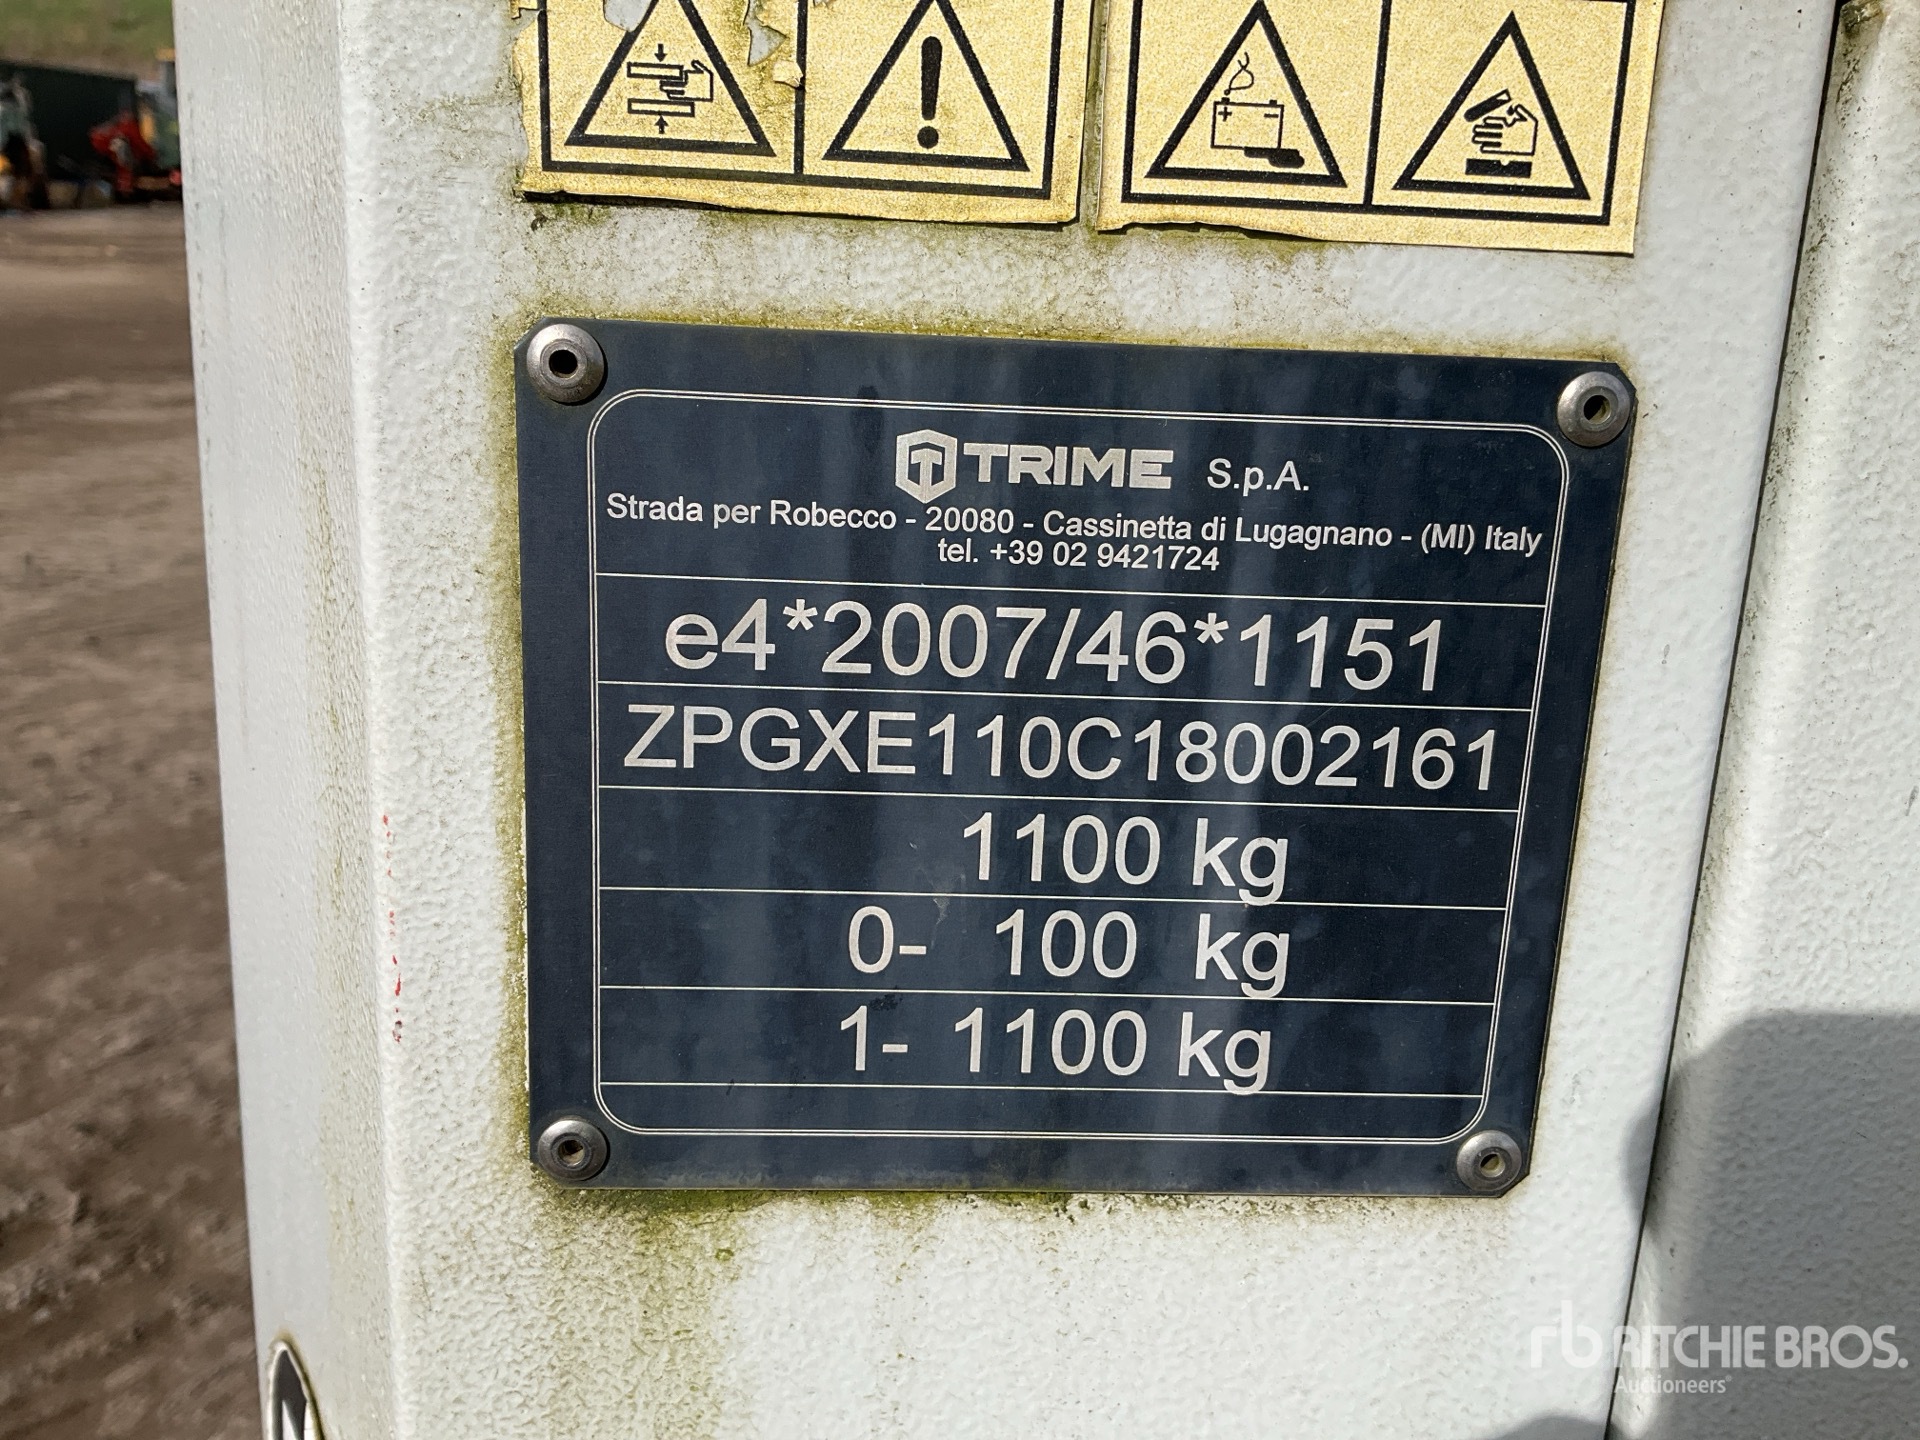 TRIME S.p.A.
Strada per Robecco - 20080 - Cassinetta di Lugagnano - (MI) Italy
tel. +39 02 9421724
e4*2007/46*1151
ZPGXE110C18002161
1100 kg
0- 100 kg
1- 1100 kg
rb RITCHIE BROS.
Auctioneers